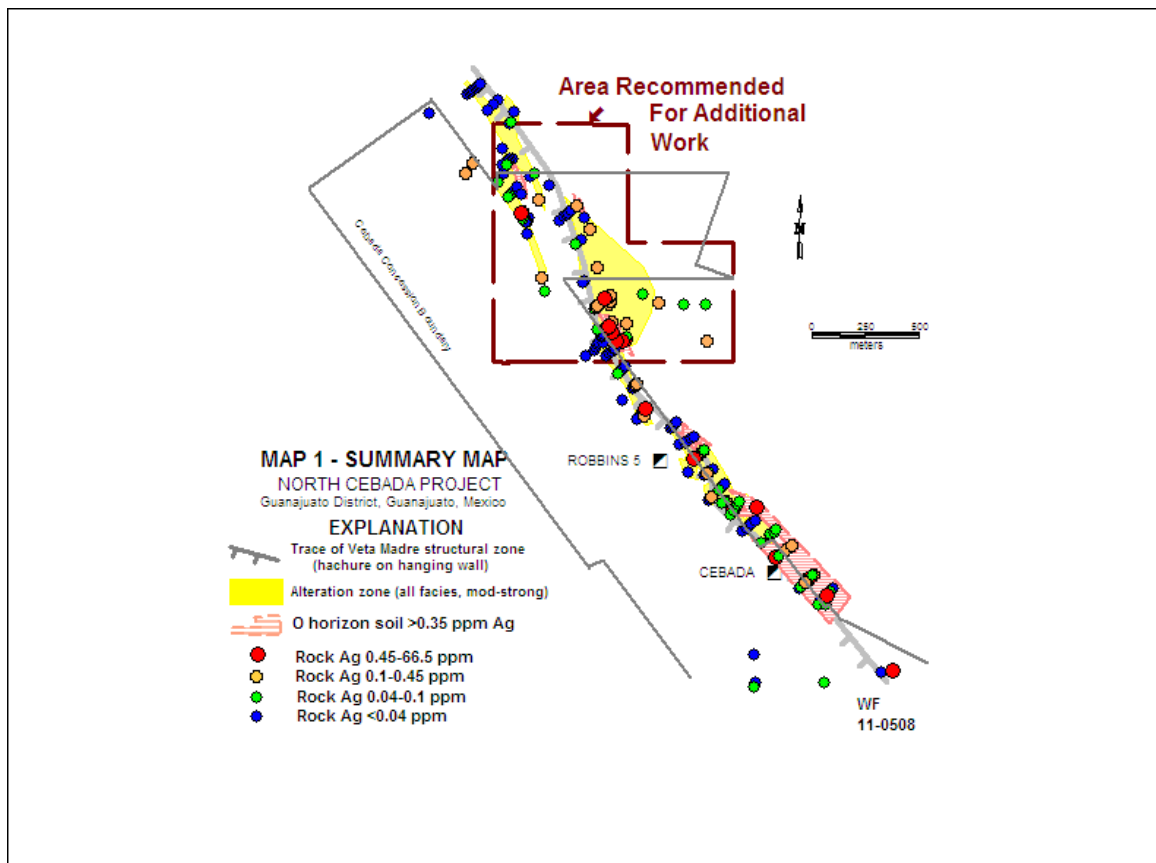 Area Recommended
For Additional
Work
N
Cebada Concession Boundary
0 250 500
meters
ROBBINS 5
MAP 1 - SUMMARY MAP
NORTH CEBADA PROJECT
Guanajuato District, Guanajuato, Mexico
EXPLANATION
Trace of Veta Madre structural zone
(hachure on hanging wall)
CEBADA
Alteration zone (all facies, mod-strong)
O horizon soil >0.35 ppm Ag
Rock Ag 0.45-66.5 ppm
Rock Ag 0.1-0.45 ppm
Rock Ag 0.04-0.1 ppm
Rock Ag <0.04 ppm
WF
11-0508